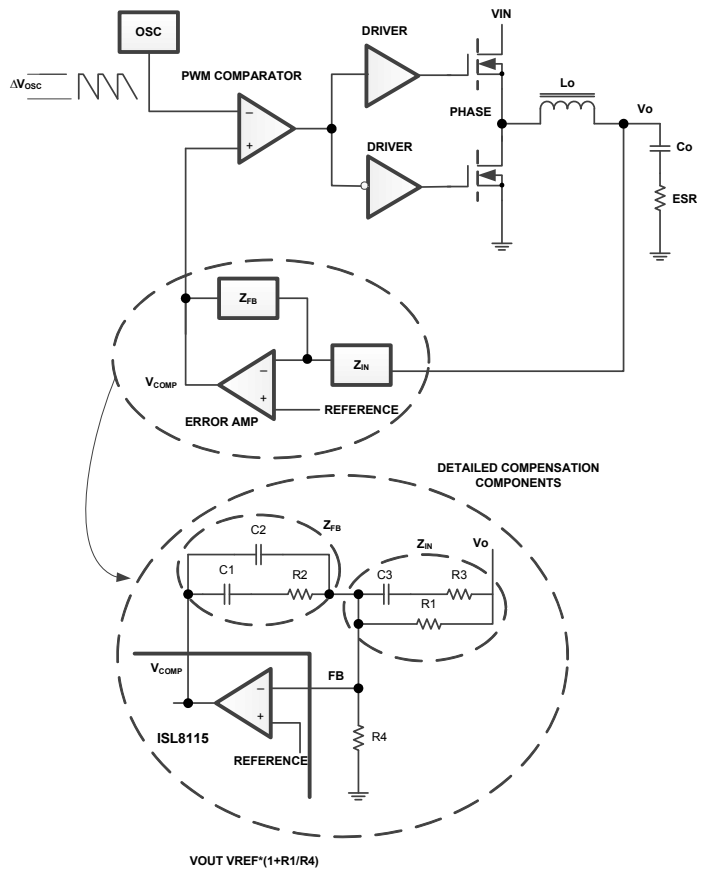 VIN
OSC
DRIVER
ΔVOSC
PWM COMPARATOR
Lo
PHASE
Vo
−
+
DRIVER
Co
ESR
ZFB
ZIN
VCOMP
−
+
REFERENCE
ERROR AMP
DETAILED COMPENSATION
COMPONENTS
C2
ZFB
ZIN
Vo
C1
R2
C3
R3
R1
VCOMP
FB
−
+
R4
ISL8115
REFERENCE
VOUT VREF*(1+R1/R4)